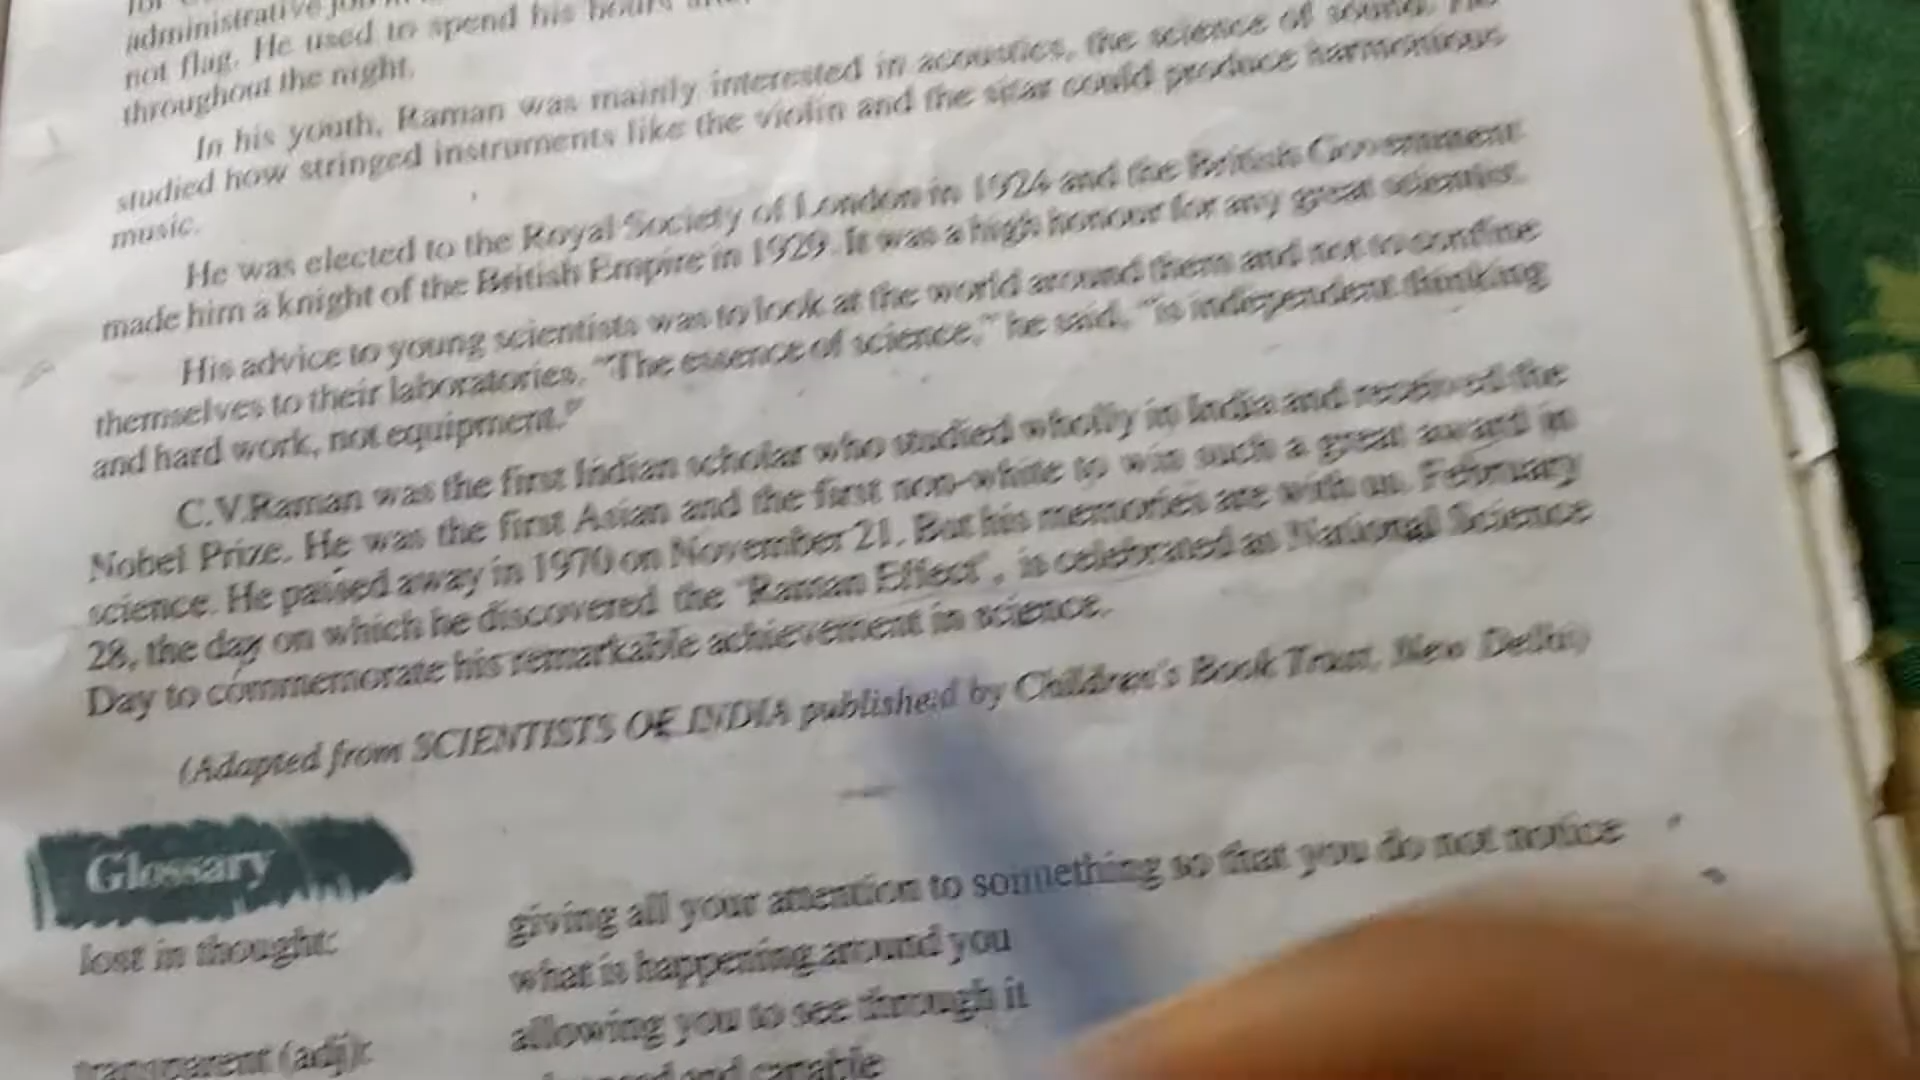 administrative job in
not flag. He used to spend his hours
throughout the night.
In his youth, Raman was mainly interested in acoustics, the science of sound. He
studied how stringed instruments like the violin and the sitar could produce harmonious
music.
He was elected to the Royal Society of London in 1924 and the British Government
made him a knight of the British Empire in 1929. It was a high honour for any great scientist.
His advice to young scientists was to look at the world around them and not to confine
themselves to their laboratories. "The essence of science," he said, "is independent thinking
and hard work, not equipment."
C.V.Raman was the first Indian scholar who studied wholly in India and received the
Nobel Prize. He was the first Asian and the first non-white to win such a great award in
science. He passed away in 1970 on November 21. But his memories are with us. February
28, the day on which he discovered the 'Raman Effect', is celebrated as National Science
Day to commemorate his remarkable achievement in science.
(Adapted from SCIENTISTS OF INDIA published by Children's Book Trust, New Delhi)
Glossary
lost in thought: giving all your attention to something so that you do not notice
what is happening around you
transparent (adj): allowing you to see through it
and capable